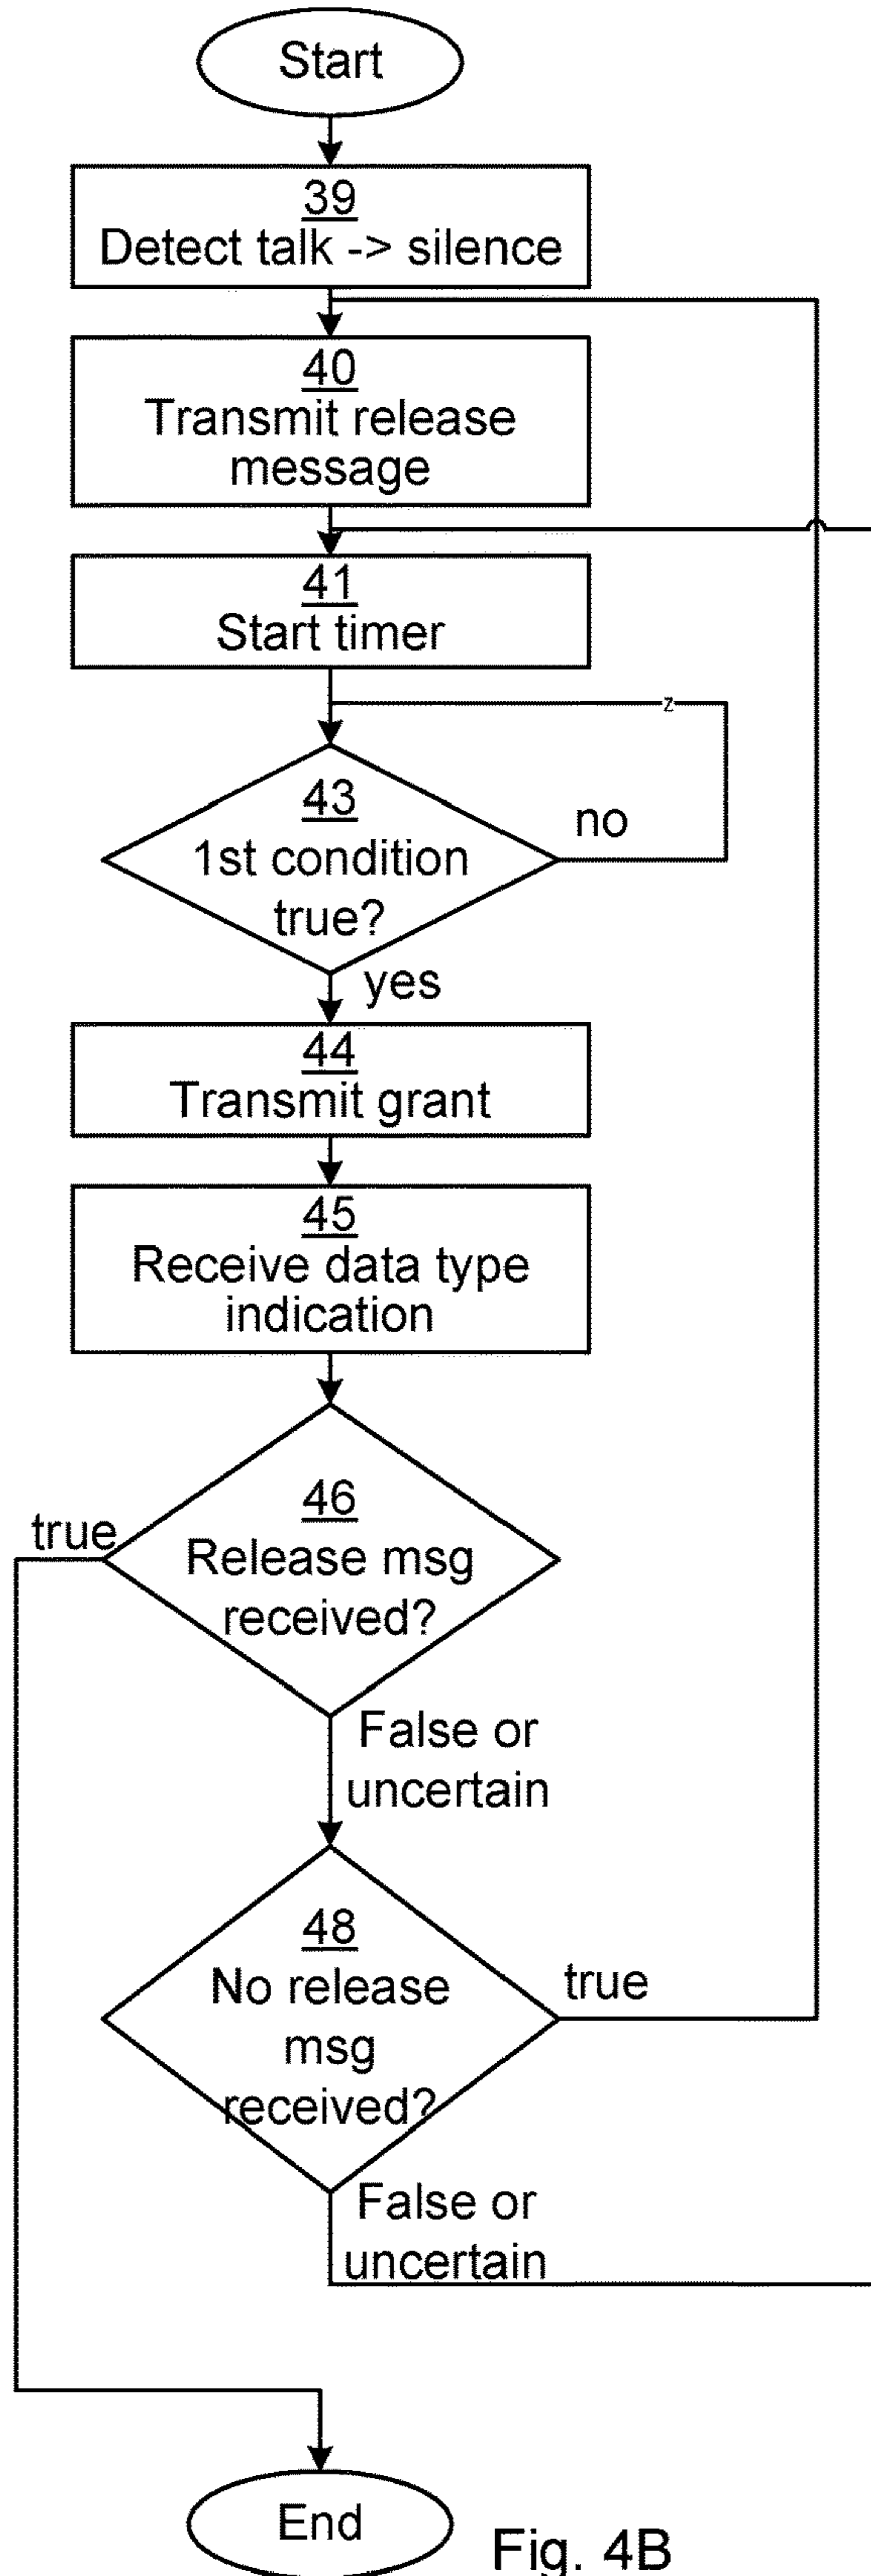 Start
39
Detect talk -> silence
40
Transmit release
message
41
Start timer
z
43
1st condition
true?
no
yes
44
Transmit grant
45
Receive data type
indication
46
Release msg
received?
true
False or
uncertain
48
No release
msg
received?
true
False or
uncertain
End
Fig. 4B